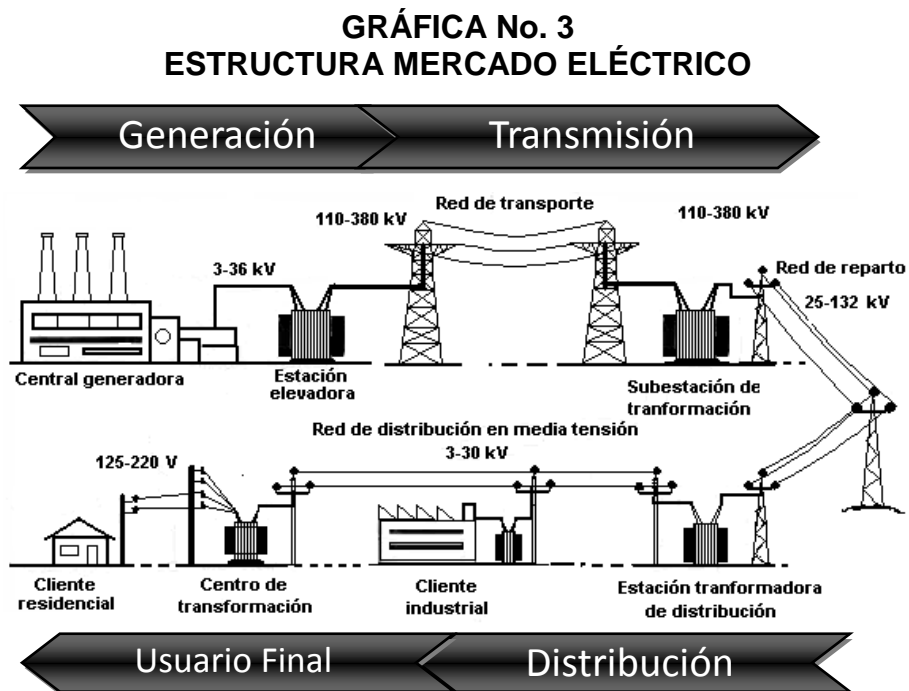 GRÁFICA No. 3
ESTRUCTURA MERCADO ELÉCTRICO
Generación
Transmisión
Red de transporte
110-380 kV
110-380 kV
3-36 kV
Red de reparto
25-132 kV
Central generadora
Estación
elevadora
Subestación de
tranformación
Red de distribución en media tensión
3-30 kV
125-220 V
Cliente
residencial
Centro de
transformación
Cliente
industrial
Estación tranformadora
de distribución
Usuario Final
Distribución